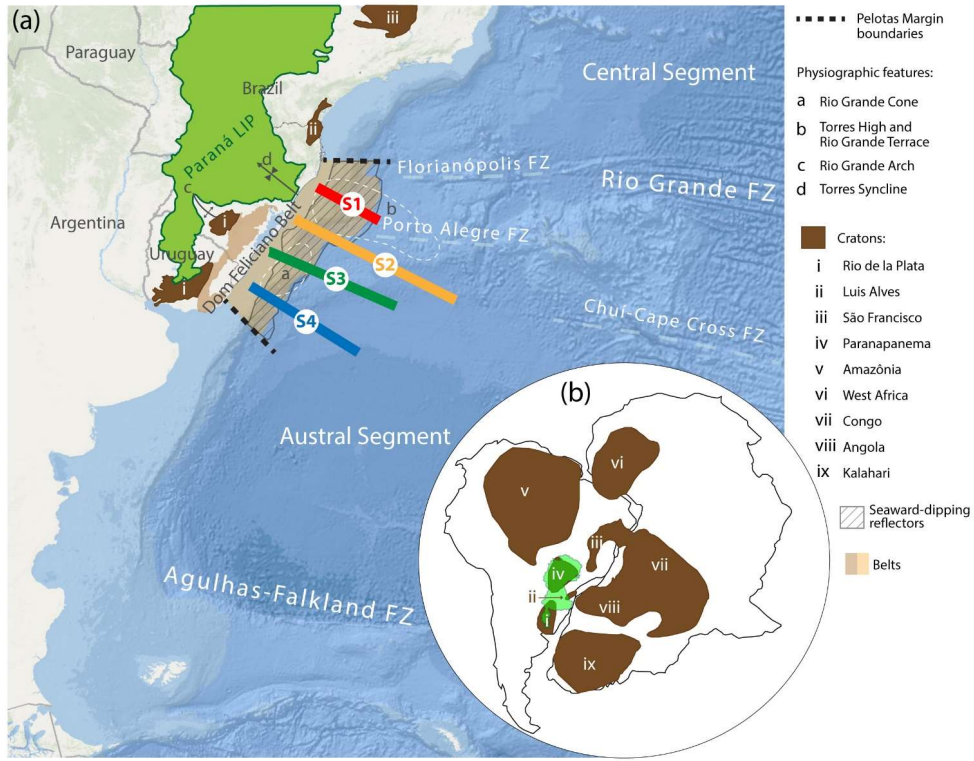 (a)
iii
Paraguay
Brazil
Central Segment
ii
Paraná LIP
d
c
Florianópolis FZ
Rio Grande FZ
Argentina
i
S1
b
Porto Alegre FZ
Uruguay
Dom Feliciano Belt
S2
a
S3
i
S4
Chuí-Cape Cross FZ
Austral Segment
Agulhas-Falkland FZ
(b)
vi
v
iii
vii
iv
ii
viii
i
ix
Pelotas Margin
boundaries
Physiographic features:
a Rio Grande Cone
b Torres High and
Rio Grande Terrace
c Rio Grande Arch
d Torres Syncline
Cratons:
i Rio de la Plata
ii Luis Alves
iii São Francisco
iv Paranapanema
v Amazônia
vi West Africa
vii Congo
viii Angola
ix Kalahari
Seaward-dipping
reflectors
Belts